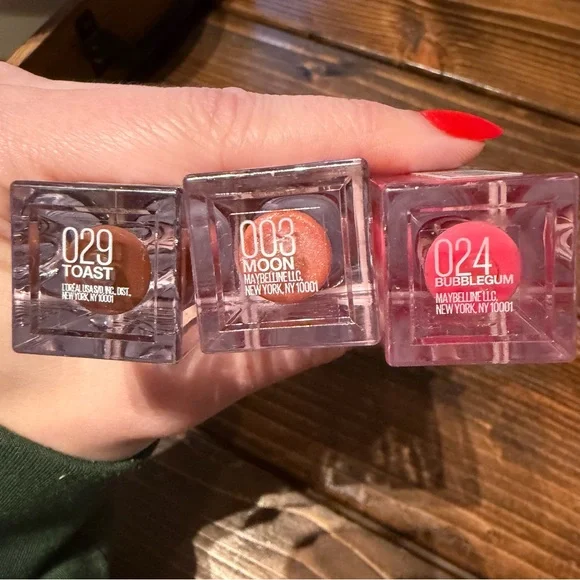 029
TOAST
L'OREAL USA S/D, INC. DIST.,
NEW YORK, NY 10001
003
MOON
MAYBELLINE LLC,
NEW YORK, NY 10001
024
BUBBLEGUM
MAYBELLINE LLC,
NEW YORK, NY 10001